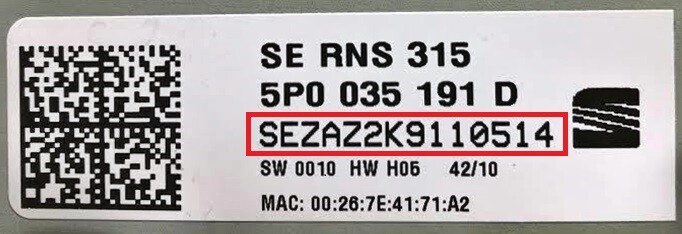 SE RNS 315
5P0 035 191 D
SEZAZ2K9110514
SW 0010 HW H05 42/10
MAC: 00:26:7E:41:71:A2